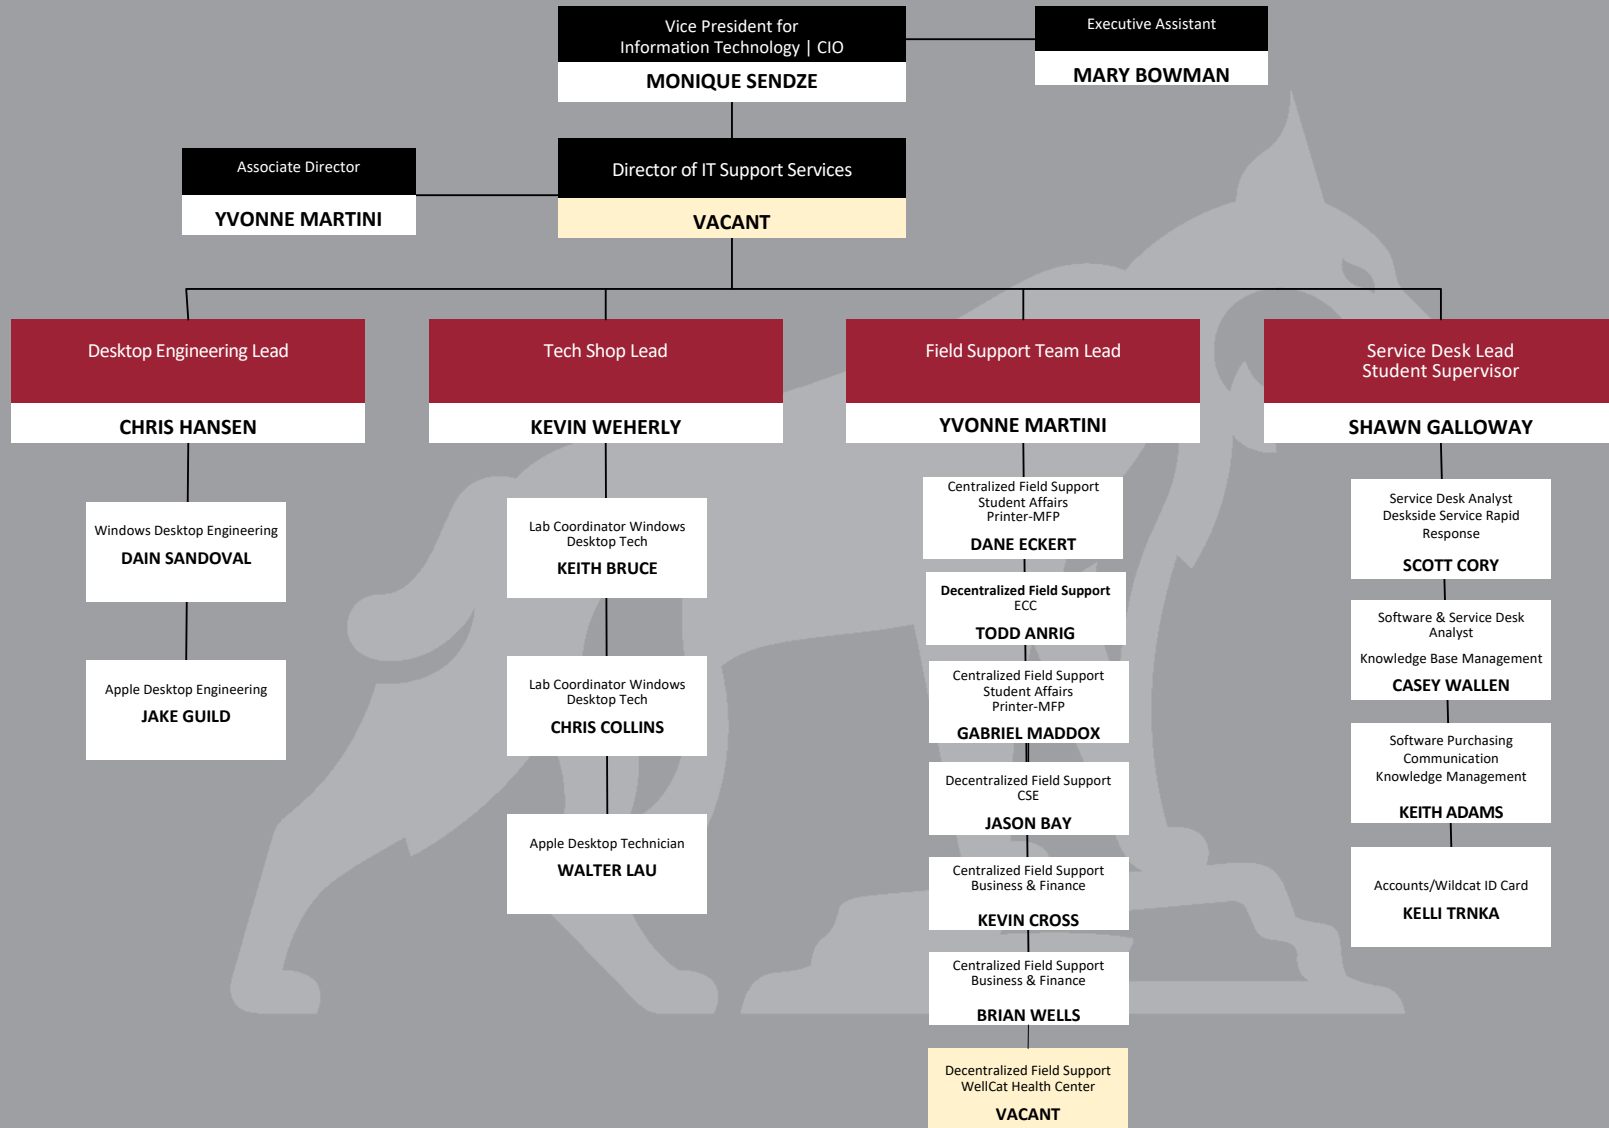 Vice President for
Information Technology | CIO
MONIQUE SENDZE
Executive Assistant
MARY BOWMAN
Associate Director
YVONNE MARTINI
Director of IT Support Services
VACANT
Desktop Engineering Lead
CHRIS HANSEN
Windows Desktop Engineering
DAIN SANDOVAL
Apple Desktop Engineering
JAKE GUILD
Tech Shop Lead
KEVIN WEHERLY
Lab Coordinator Windows
Desktop Tech
KEITH BRUCE
Lab Coordinator Windows
Desktop Tech
CHRIS COLLINS
Apple Desktop Technician
WALTER LAU
Field Support Team Lead
YVONNE MARTINI
Centralized Field Support
Student Affairs
Printer-MFP
DANE ECKERT
Decentralized Field Support
ECC
TODD ANRIG
Centralized Field Support
Student Affairs
Printer-MFP
GABRIEL MADDOX
Decentralized Field Support
CSE
JASON BAY
Centralized Field Support
Business & Finance
KEVIN CROSS
Centralized Field Support
Business & Finance
BRIAN WELLS
Decentralized Field Support
WellCat Health Center
VACANT
Service Desk Lead
Student Supervisor
SHAWN GALLOWAY
Service Desk Analyst
Deskside Service Rapid
Response
SCOTT CORY
Software & Service Desk
Analyst
Knowledge Base Management
CASEY WALLEN
Software Purchasing
Communication
Knowledge Management
KEITH ADAMS
Accounts/Wildcat ID Card
KELLI TRNKA